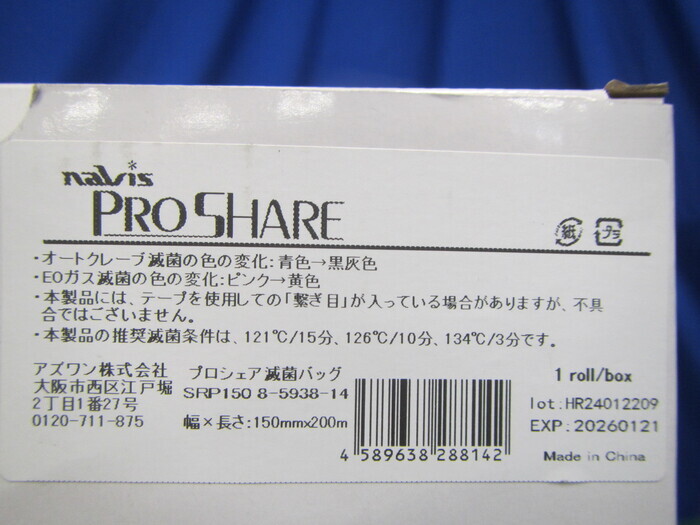 navis
PRO SHARE
紙 プラ
・オートクレーブ滅菌の色の変化:青色→黒灰色
・EOガス滅菌の色の変化:ピンク→黄色
・本製品には、テープを使用しての「繋ぎ目」が入っている場合がありますが、不具
合ではございません。
・本製品の推奨滅菌条件は、121℃/15分、126℃/10分、134℃/3分です。
アズワン株式会社
大阪市西区江戸堀
2丁目1番27号
0120-711-875
プロシェア滅菌バッグ
SRP150 8-5938-14
幅×長さ:150mmx200m
4 589638 288142
1 roll/box
lot:HR24012209
EXP:20260121
Made in China